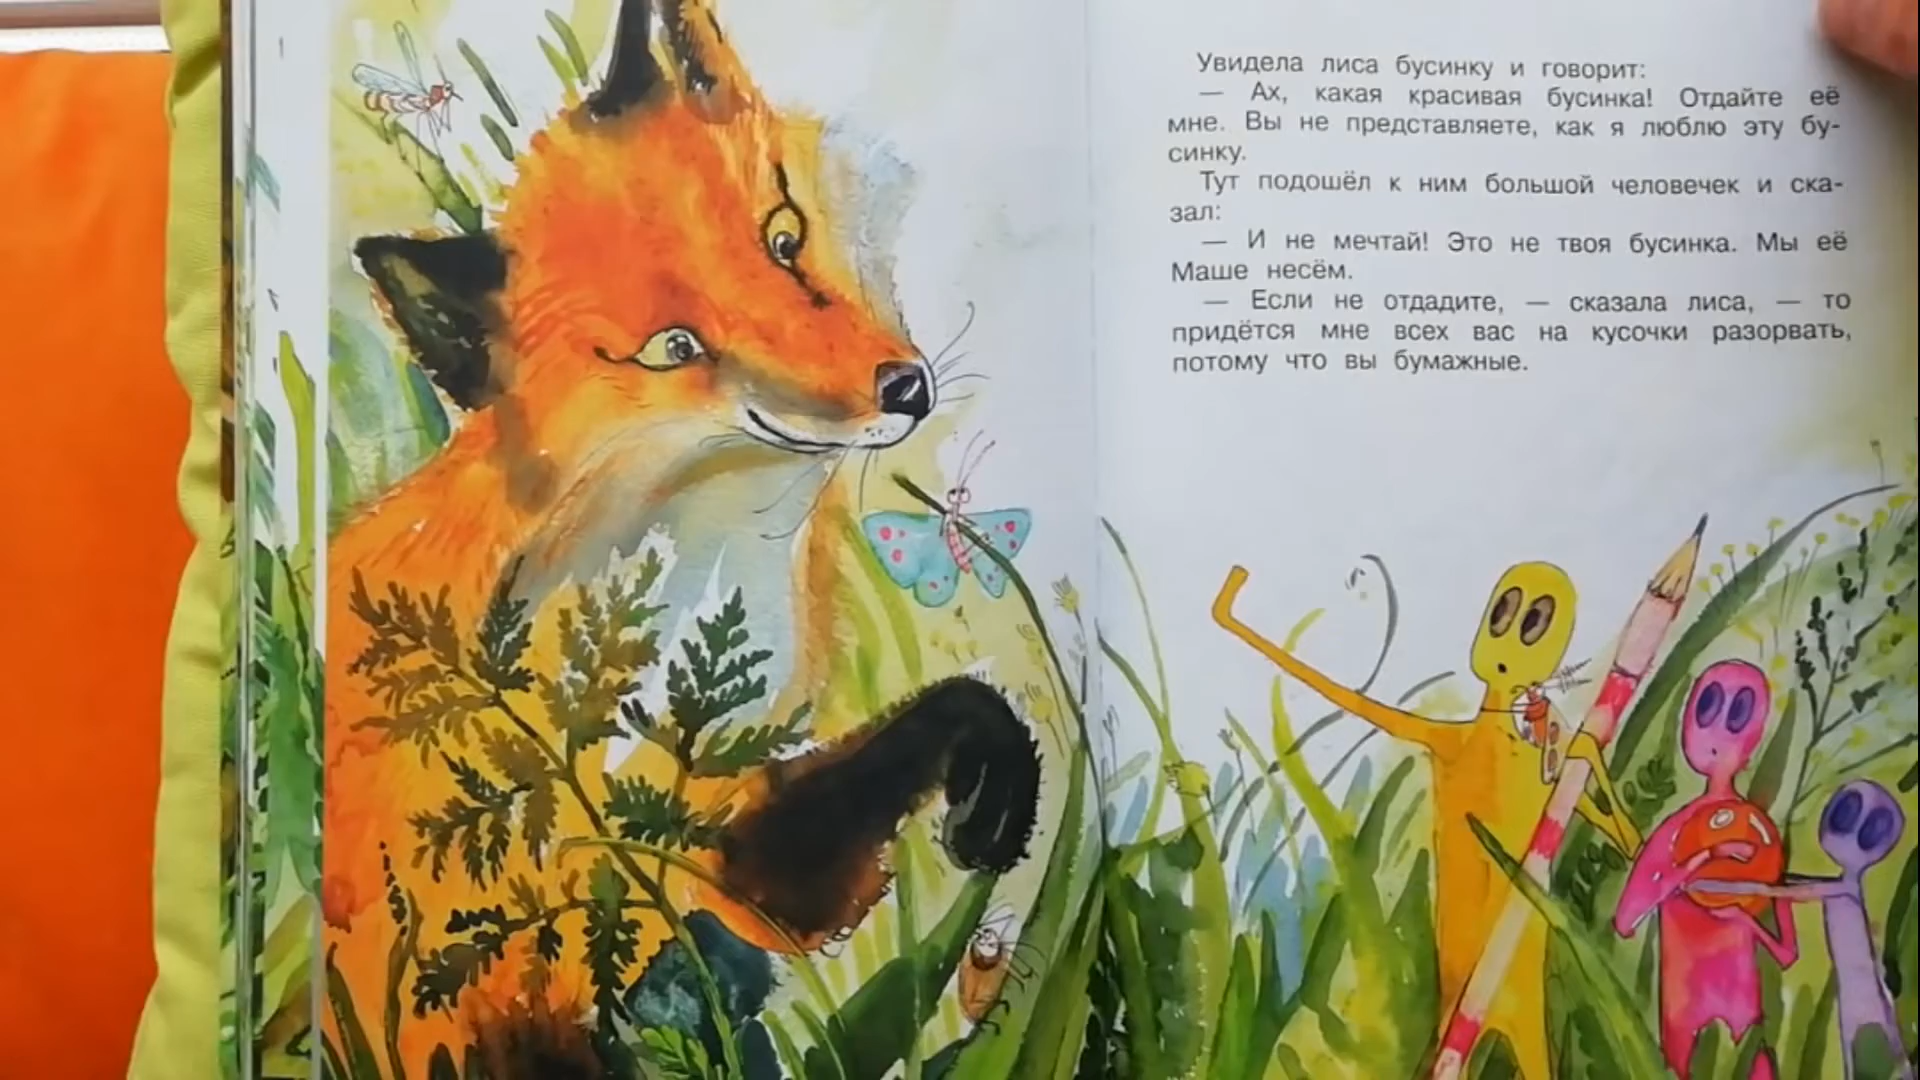 Увидела лиса бусинку и говорит:
— Ах, какая красивая бусинка! Отдайте её
мне. Вы не представляете, как я люблю эту бу-
синку.
Тут подошёл к ним большой человечек и ска-
зал:
— И не мечтай! Это не твоя бусинка. Мы её
Маше несём.
— Если не отдадите, — сказала лиса, — то
придётся мне всех вас на кусочки разорвать,
потому что вы бумажные.